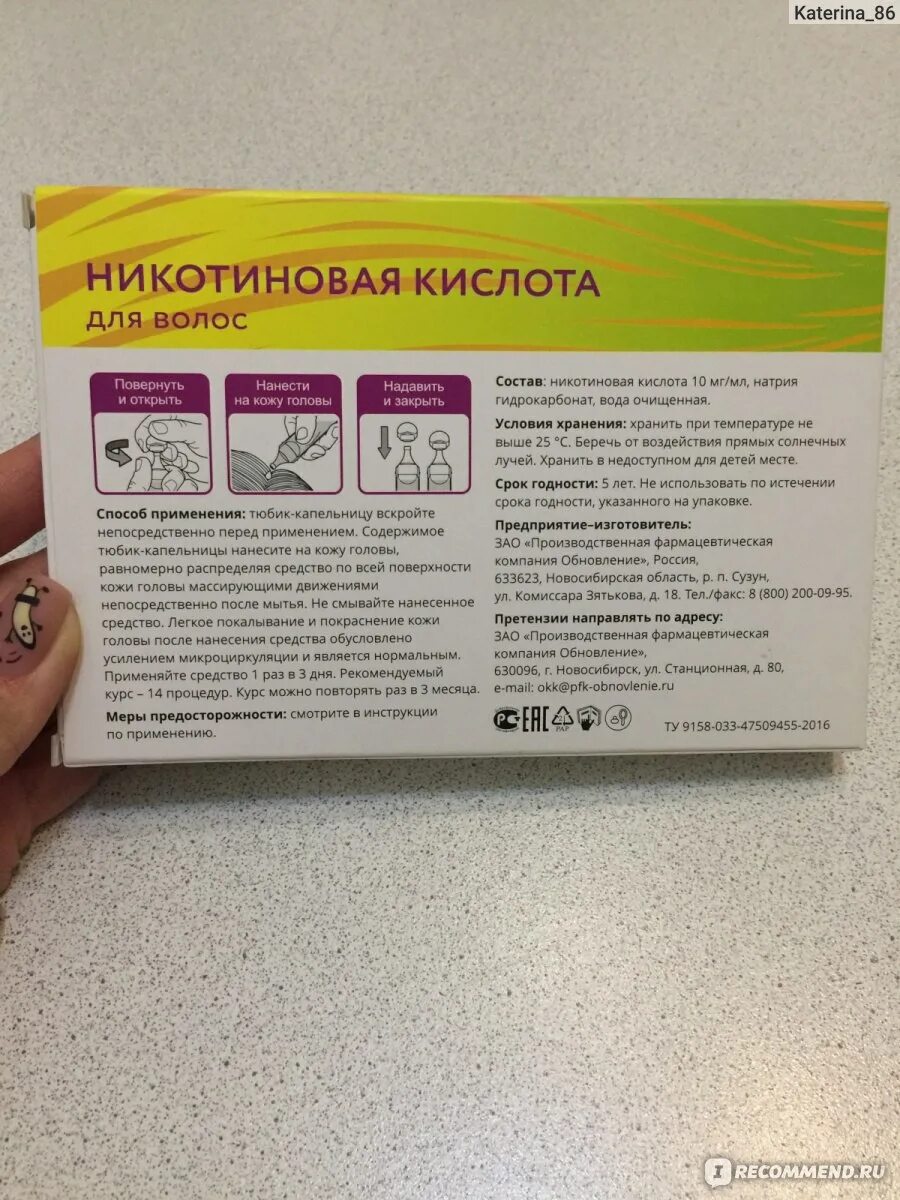 Katerina_86
НИКОТИНОВАЯ КИСЛОТА
ДЛЯ ВОЛОС
Повернуть
и открыть
Нанести
на кожу головы
Надавить
и закрыть
Способ применения: тюбик-капельницу вскройте
непосредственно перед применением. Содержимое
тюбик-капельницы нанесите на кожу головы,
равномерно распределяя средство по всей поверхности
кожи головы массирующими движениями
непосредственно после мытья. Не смывайте нанесенное
средство. Легкое покалывание и покраснение кожи
головы после нанесения средства обусловлено
усилением микроциркуляции и является нормальным.
Применяйте средство 1 раз в 3 дня. Рекомендуемый
курс – 14 процедур. Курс можно повторять раз в 3 месяца.
Меры предосторожности: смотрите в инструкции
по применению.
Состав: никотиновая кислота 10 мг/мл, натрия
гидрокарбонат, вода очищенная.
Условия хранения: хранить при температуре не
выше 25 °С. Беречь от воздействия прямых солнечных
лучей. Хранить в недоступном для детей месте.
Срок годности: 5 лет. Не использовать по истечении
срока годности, указанного на упаковке.
Предприятие–изготовитель:
ЗАО «Производственная фармацевтическая
компания Обновление», Россия,
633623, Новосибирская область, р. п. Сузун,
ул. Комиссара Зятькова, д. 18. Тел./факс: 8 (800) 200-09-95.
Претензии направлять по адресу:
ЗАО «Производственная фармацевтическая
компания Обновление»,
630096, г. Новосибирск, ул. Станционная, д. 80,
e-mail: okk@pfk-obnovlenie.ru
РСТ EAC 21 PAP
ТУ 9158-033-47509455-2016
I RECOMMEND.RU